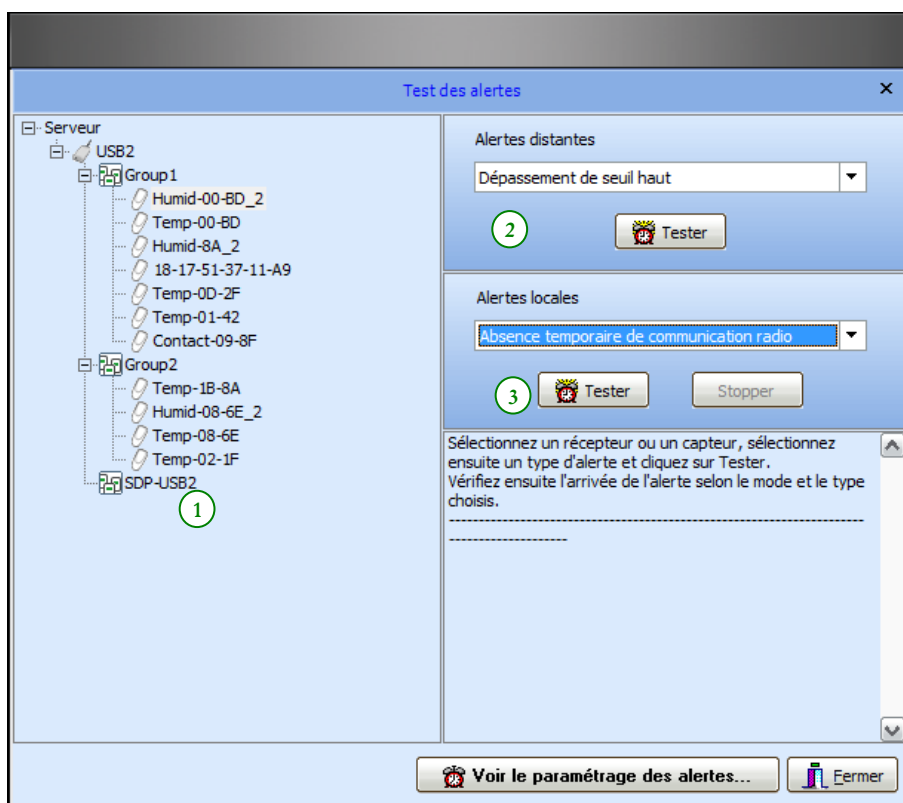 Test des alertes
Serveur
USB2
Group1
Humid-00-BD_2
Temp-00-BD
Humid-8A_2
18-17-51-37-11-A9
Temp-0D-2F
Temp-01-42
Contact-09-8F
Group2
Temp-1B-8A
Humid-08-6E_2
Temp-08-6E
Temp-02-1F
SDP-USB2
1
Alertes distantes
Dépassement de seuil haut
2
Tester
Alertes locales
Absence temporaire de communication radio
3
Tester
Stopper
Sélectionnez un récepteur ou un capteur, sélectionnez
ensuite un type d'alerte et cliquez sur Tester.
Vérifiez ensuite l'arrivée de l'alerte selon le mode et le type
choisis.
Voir le paramétrage des alertes...
Fermer